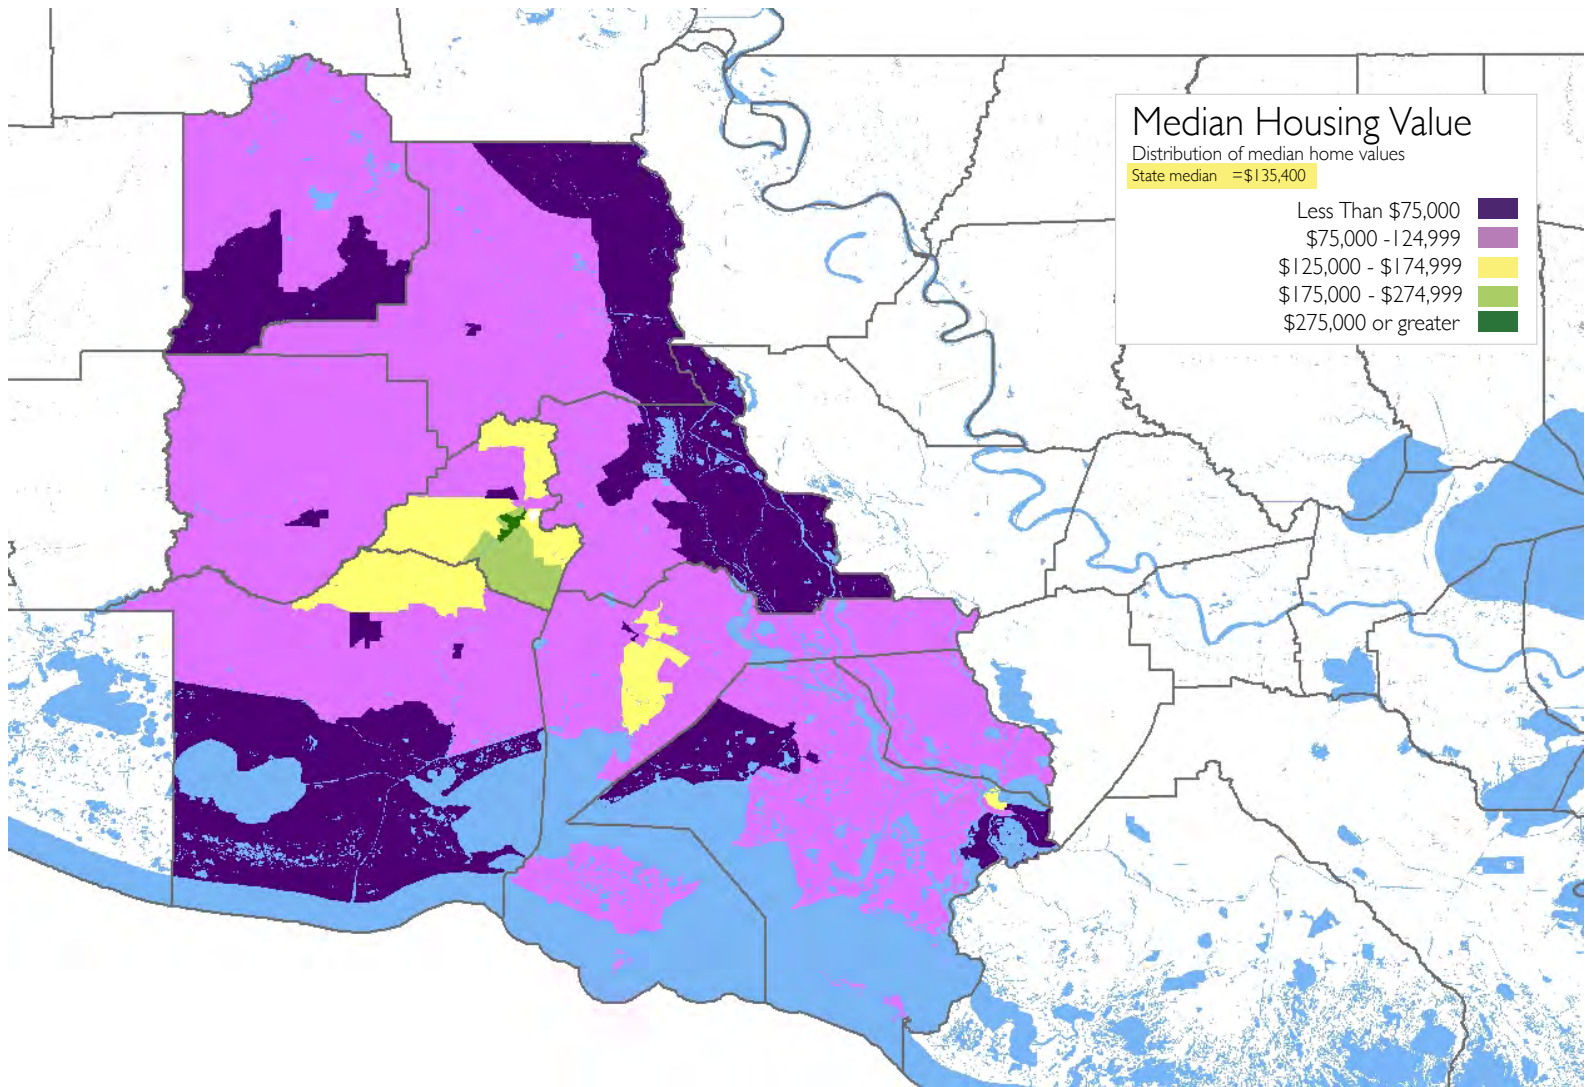 Median Housing Value
Distribution of median home values
State median =$135,400
Less Than $75,000
$75,000 -124,999
$125,000 - $174,999
$175,000 - $274,999
$275,000 or greater